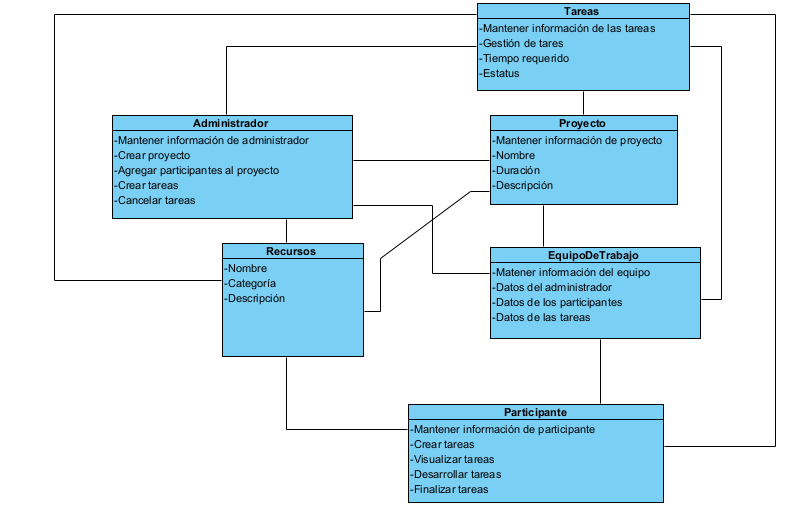 Tareas
-Mantener información de las tareas
-Gestión de tares
-Tiempo requerido
-Estatus
Administrador
-Mantener información de administrador
-Crear proyecto
-Agregar participantes al proyecto
-Crear tareas
-Cancelar tareas
Proyecto
-Mantener información de proyecto
-Nombre
-Duración
-Descripción
Recursos
-Nombre
-Categoría
-Descripción
EquipoDeTrabajo
-Matener información del equipo
-Datos del administrador
-Datos de los participantes
-Datos de las tareas
Participante
-Mantener información de participante
-Crear tareas
-Visualizar tareas
-Desarrollar tareas
-Finalizar tareas